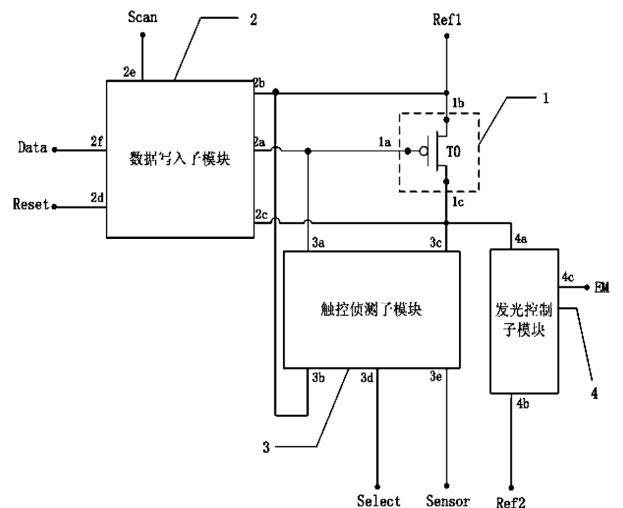 Scan
2
Ref1
2e
2b
1b
1
Data
2f
数据写入子模块
2a
1a
T0
Reset
2d
2c
1c
3a
3c
4a
触控侦测子模块
4c
EM
发光控制
子模块
3b
3d
3e
4b
4
3
Select
Sensor
Ref2